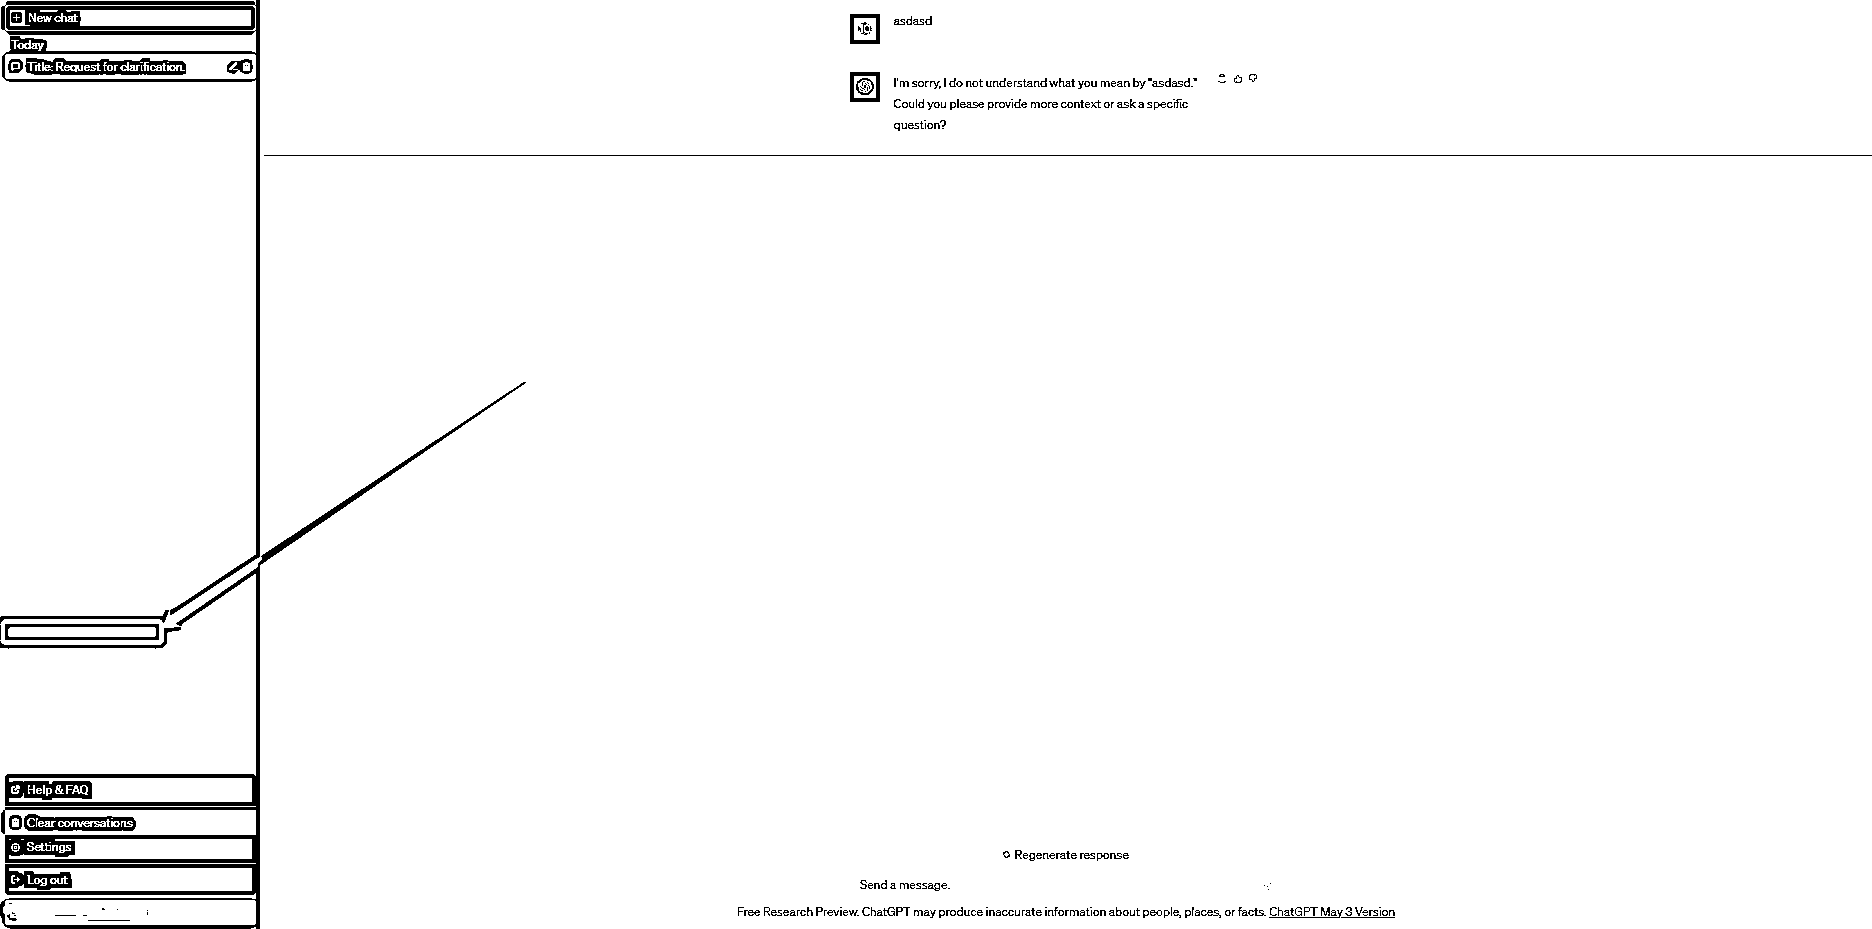 New chat
Today
Title: Request for clarification.
asdasd
I'm sorry, I do not understand what you mean by "asdasd."
Could you please provide more context or ask a specific
question?
Help & FAQ
Clear conversations
Settings
Log out
Regenerate response
Send a message.
Free Research Preview. ChatGPT may produce inaccurate information about people, places, or facts. ChatGPT May 3 Version